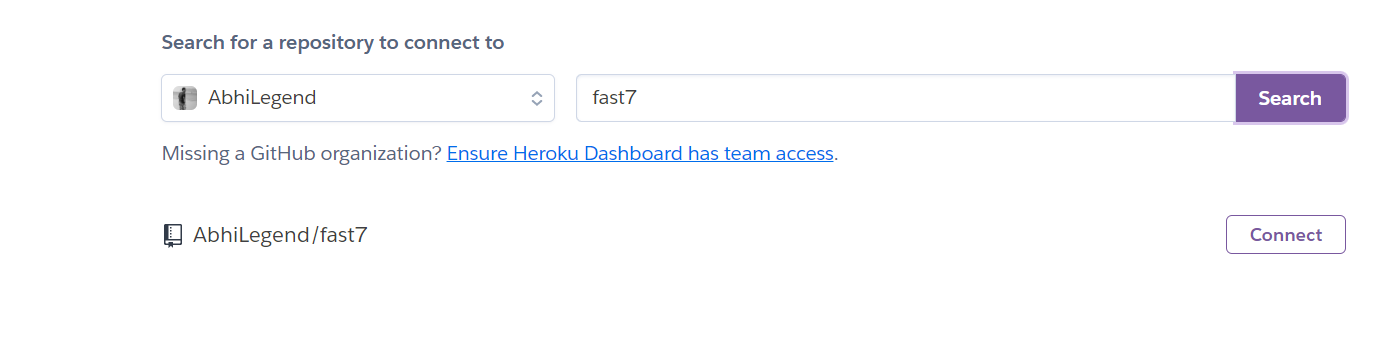 Search for a repository to connect to
AbhiLegend
fast7
Search
Missing a GitHub organization? Ensure Heroku Dashboard has team access.
AbhiLegend/fast7
Connect